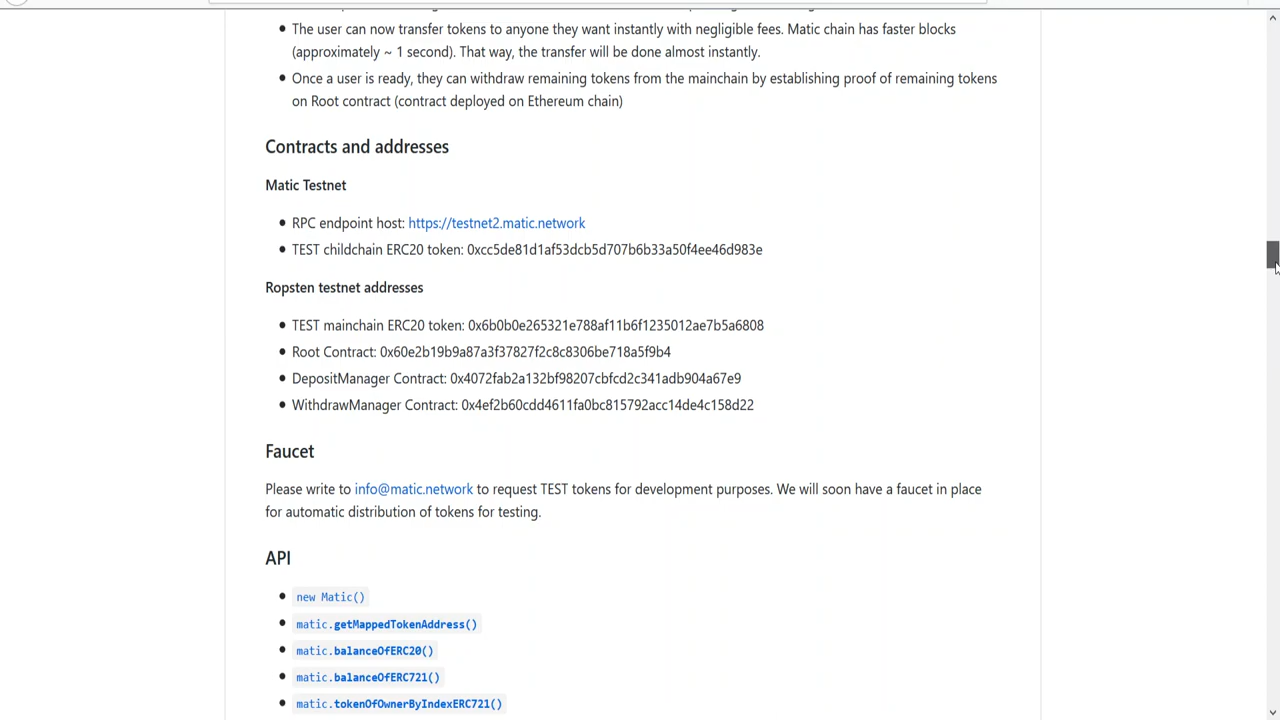 The user can now transfer tokens to anyone they want instantly with negligible fees. Matic chain has faster blocks
(approximately ~ 1 second). That way, the transfer will be done almost instantly.
Once a user is ready, they can withdraw remaining tokens from the mainchain by establishing proof of remaining tokens
on Root contract (contract deployed on Ethereum chain)
Contracts and addresses
Matic Testnet
RPC endpoint host: https://testnet2.matic.network
TEST childchain ERC20 token: 0xcc5de81d1af53dcb5d707b6b33a50f4ee46d983e
Ropsten testnet addresses
TEST mainchain ERC20 token: 0x6b0b0e265321e788af11b6f1235012ae7b5a6808
Root Contract: 0x60e2b19b9a87a3f37827f2c8c8306be718a5f9b4
DepositManager Contract: 0x4072fab2a132bf98207cbfcd2c341adb904a67e9
WithdrawManager Contract: 0x4ef2b60cdd4611fa0bc815792acc14de4c158d22
Faucet
Please write to info@matic.network to request TEST tokens for development purposes. We will soon have a faucet in place
for automatic distribution of tokens for testing.
API
new Matic()
matic.getMappedTokenAddress()
matic.balanceOfERC20()
matic.balanceOfERC721()
matic.tokenOfOwnerByIndexERC721()